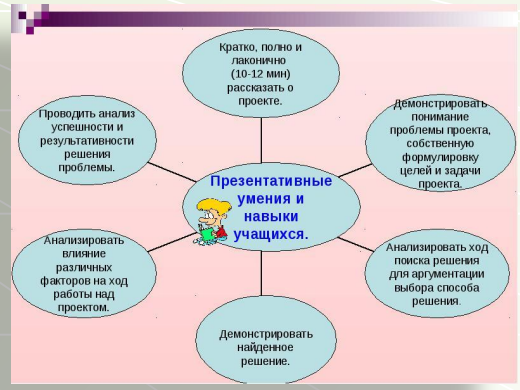 Кратко, полно и
лаконично
(10-12 мин)
рассказать о
проекте.
Демонстрировать
понимание
проблемы проекта,
собственную
формулировку
целей и задачи
проекта.
Анализировать ход
поиска решения
для аргументации
выбора способа
решения.
Демонстрировать
найденное
решение.
Анализировать
влияние
различных
факторов на ход
работы над
проектом.
Проводить анализ
успешности и
результативности
решения
проблемы.
Презентативные
умения и
навыки
учащихся.